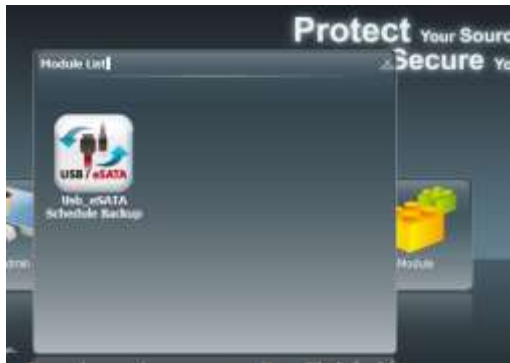 Protect Your Sourc
Secure Yo
Module List
USB / eSATA
Usb_eSATA
Schedule Backup
dmin
Module